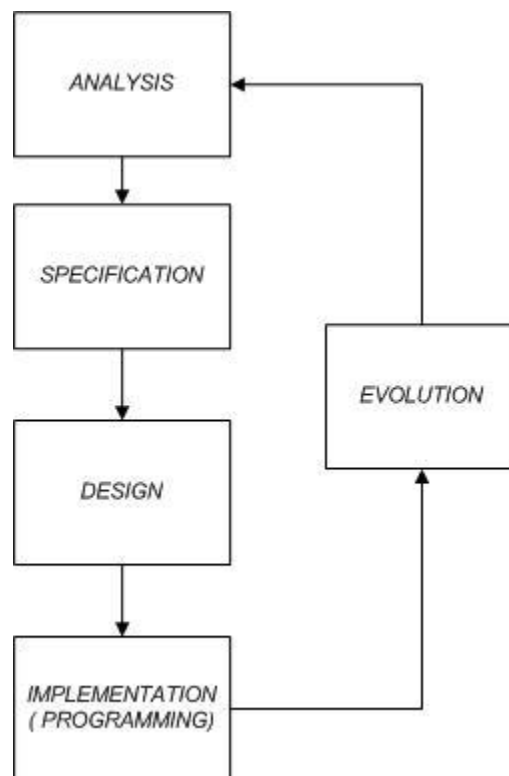 ANALYSIS
SPECIFICATION
EVOLUTION
DESIGN
IMPLEMENTATION
( PROGRAMMING)